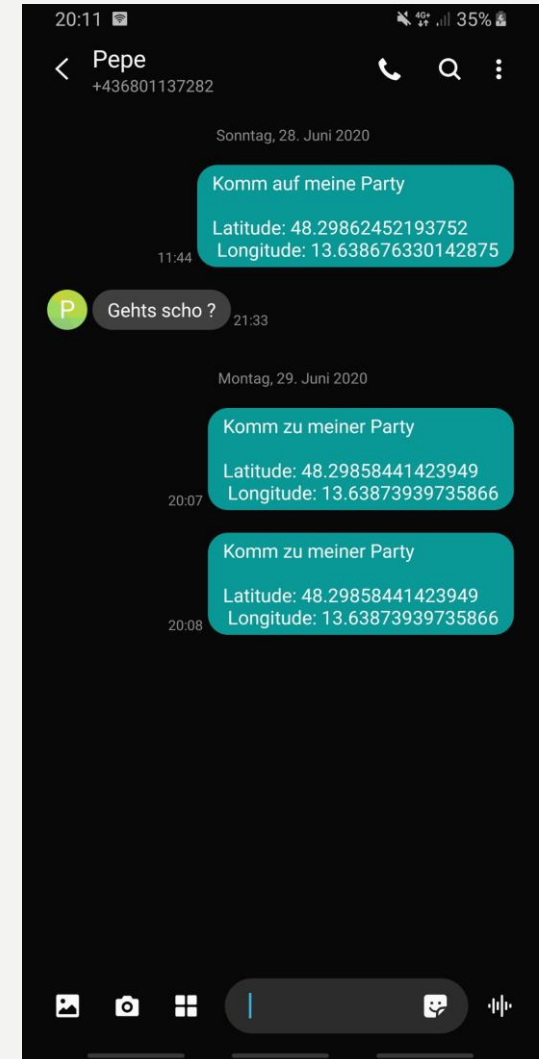 20:11 4G+ 35%
Pepe
+436801137282
Sonntag, 28. Juni 2020
Komm auf meine Party
Latitude: 48.29862452193752
11:44 Longitude: 13.638676330142875
P Gehts scho ? 21:33
Montag, 29. Juni 2020
Komm zu meiner Party
Latitude: 48.29858441423949
20:07 Longitude: 13.63873939735866
Komm zu meiner Party
Latitude: 48.29858441423949
20:08 Longitude: 13.63873939735866